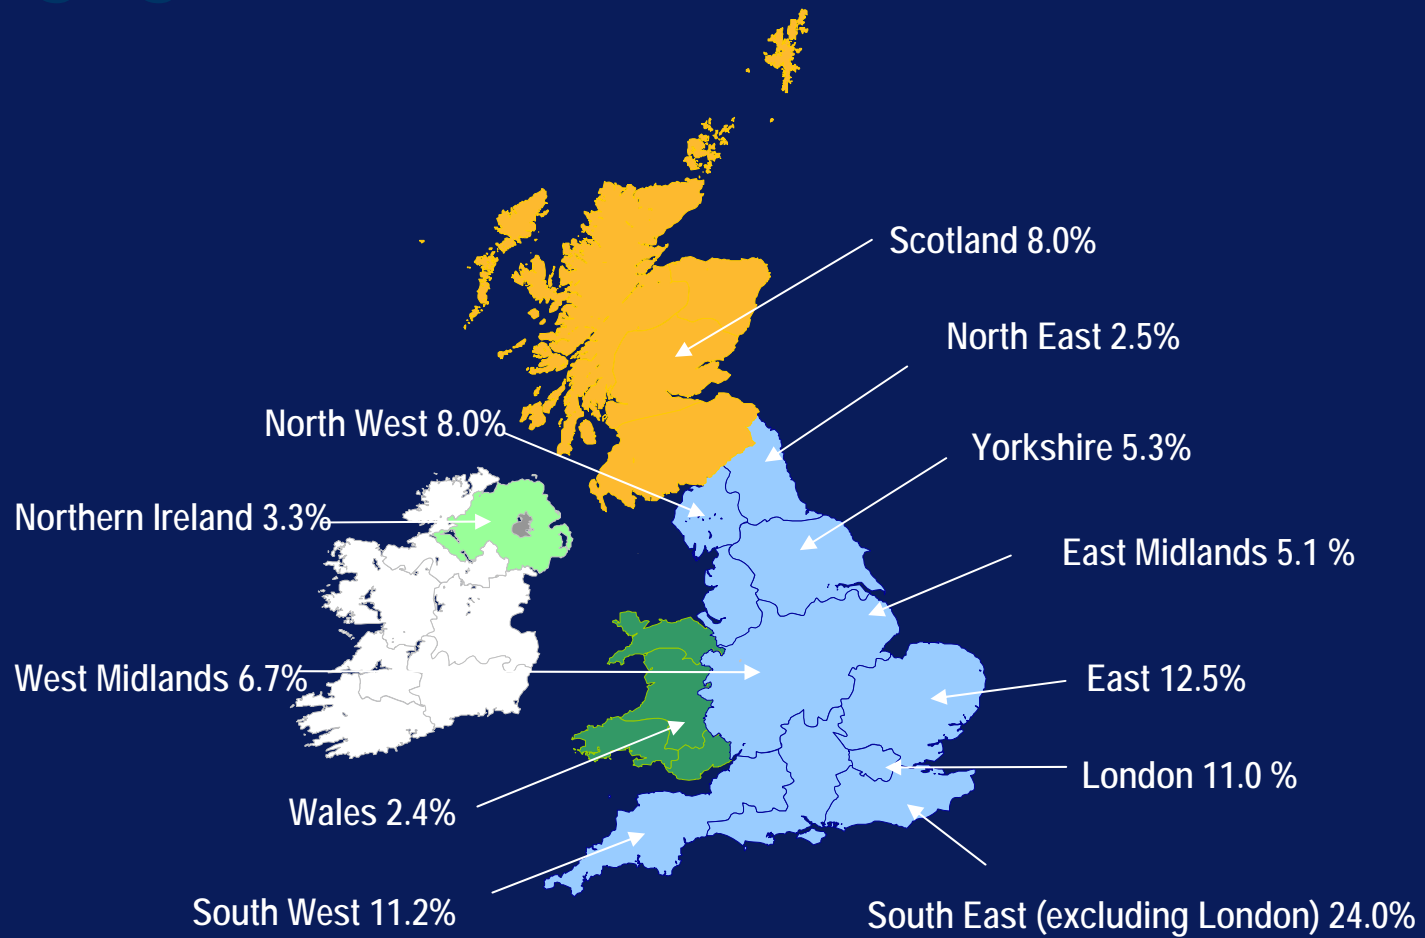 Scotland 8.0%
North East 2.5%
North West 8.0%
Yorkshire 5.3%
Northern Ireland 3.3%
East Midlands 5.1 %
West Midlands 6.7%
East 12.5%
London 11.0 %
Wales 2.4%
South West 11.2%
South East (excluding London) 24.0%